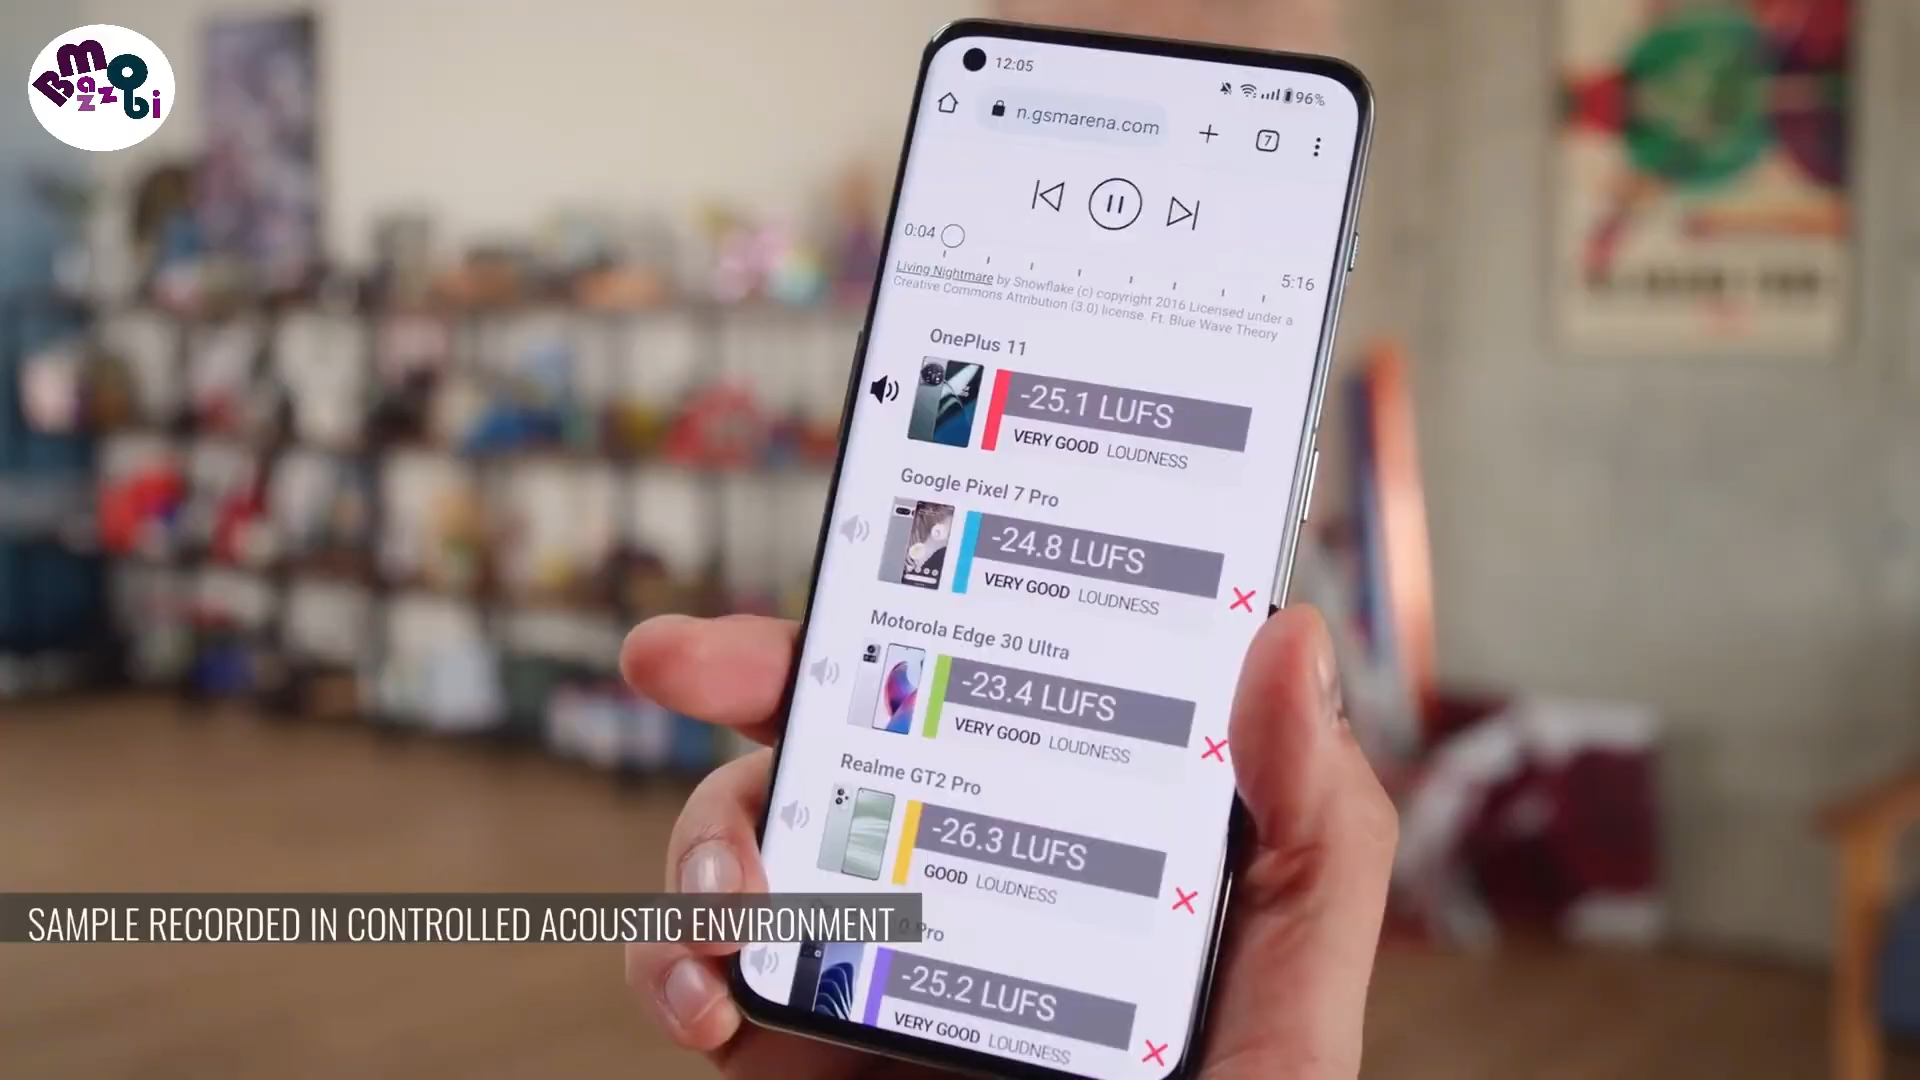 Bmazzobi
12:05
96%
n.gsmarena.com
7
0:04
5:16
Living Nightmare by Snowflake (c) copyright 2016 Licensed under a
Creative Commons Attribution (3.0) license. Ft. Blue Wave Theory
OnePlus 11
-25.1 LUFS
VERY GOOD LOUDNESS
Google Pixel 7 Pro
-24.8 LUFS
VERY GOOD LOUDNESS
Motorola Edge 30 Ultra
-23.4 LUFS
VERY GOOD LOUDNESS
Realme GT2 Pro
-26.3 LUFS
GOOD LOUDNESS
0 Pro
-25.2 LUFS
VERY GOOD LOUDNESS
SAMPLE RECORDED IN CONTROLLED ACOUSTIC ENVIRONMENT